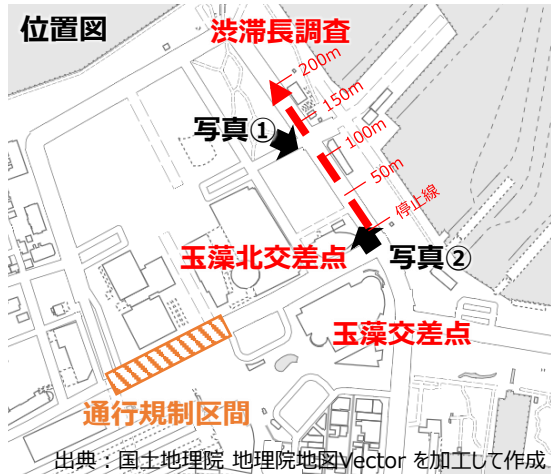 位置図
渋滞長調査
200m
150m
写真①
100m
50m
停止線
玉藻北交差点
写真②
玉藻交差点
通行規制区間
出典：国土地理院 地理院地図Vector を加工して作成